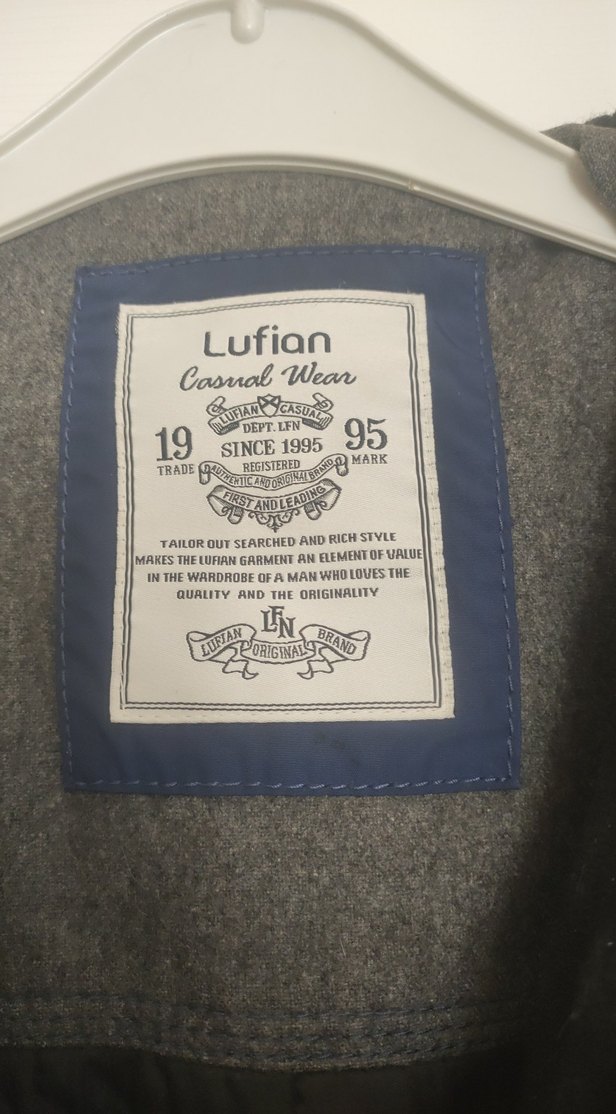 Lufian
Casual Wear
LUFIAN CASUAL
DEPT. LFN
19 SINCE 1995 95
TRADE REGISTERED MARK
AUTHENTIC AND ORIGINAL BRAND
FIRST AND LEADING
TAILOR OUT SEARCHED AND RICH STYLE
MAKES THE LUFIAN GARMENT AN ELEMENT OF VALUE
IN THE WARDROBE OF A MAN WHO LOVES THE
QUALITY AND THE ORIGINALITY
LFN
LUFIAN ORIGINAL BRAND